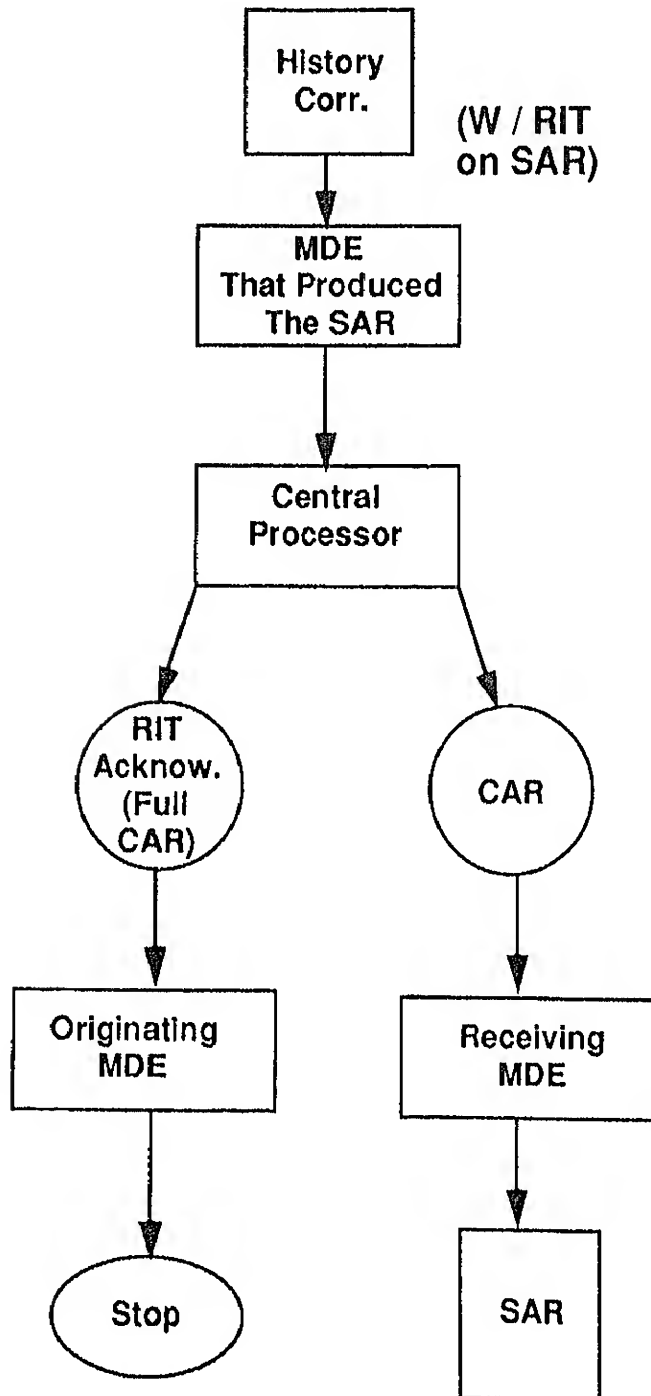 History
Corr.
(W / RIT
on SAR)
MDE
That Produced
The SAR
Central
Processor
RIT
Acknow.
(Full
CAR)
CAR
Originating
MDE
Receiving
MDE
Stop
SAR